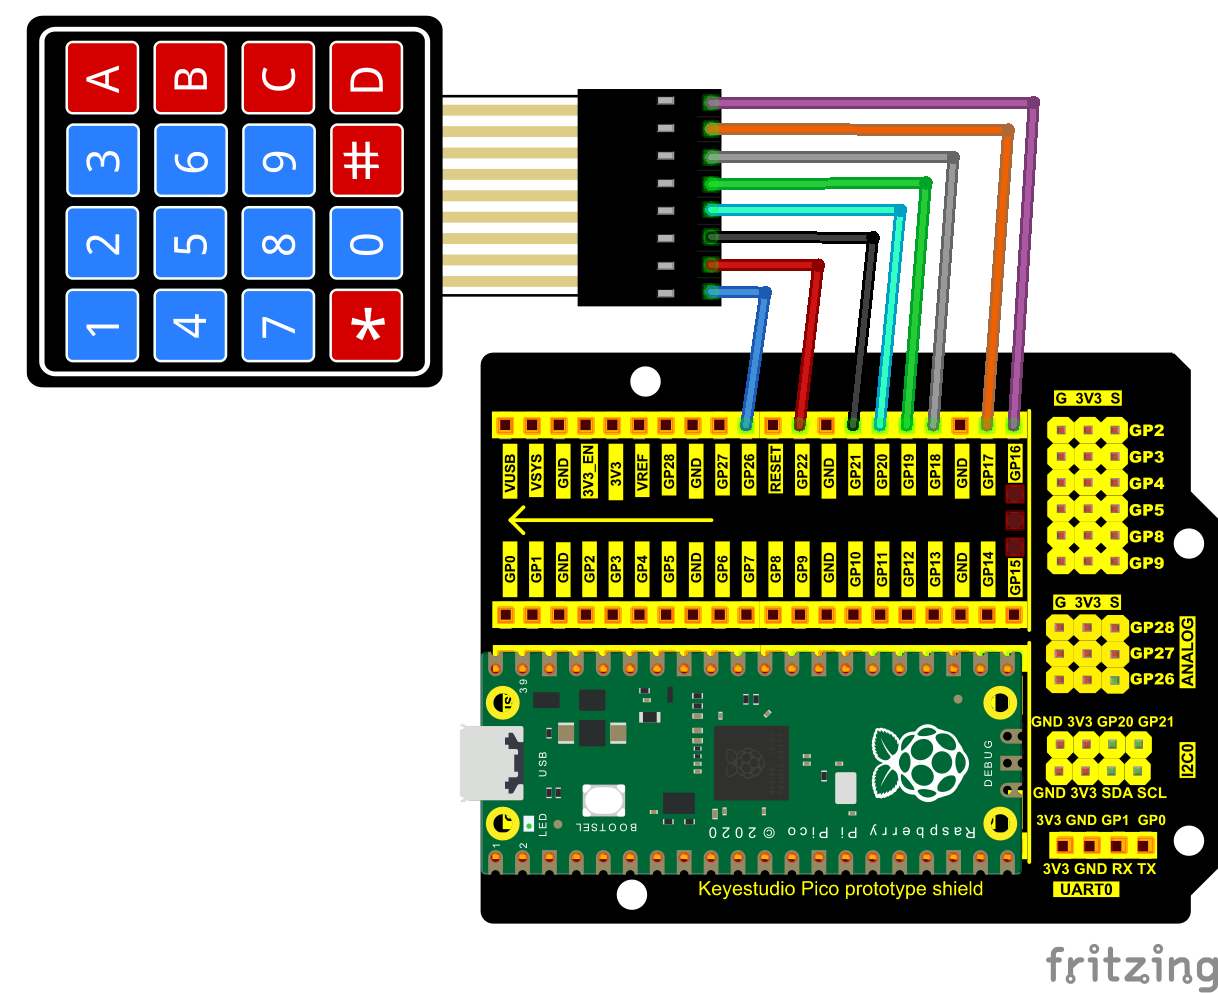 A B C D
3 6 9 #
2 5 8 0
1 4 7 *
G 3V3 S
GP2
GP3
GP4
GP5
GP8
GP9
VUSB VSYS GND 3V3_EN 3V3 VREF GP28 GND GP27 GP26 RESET GP22 GND GP21 GP20 GP19 GP18 GND GP17 GP16
GP0 GP1 GND GP2 GP3 GP4 GP5 GND GP6 GP7 GP8 GP9 GND GP10 GP11 GP12 GP13 GND GP14 GP15
G 3V3 S
GP28
GP27
GP26
ANALOG
GND 3V3 GP20 GP21
I2C0
GND 3V3 SDA SCL
3V3 GND GP1 GP0
3V3 GND RX TX
UART0
39
USB
DEBUG
LED
BOOTSEL
1 2
Raspberry Pi Pico © 2020
Keyestudio Pico prototype shield
fritzing